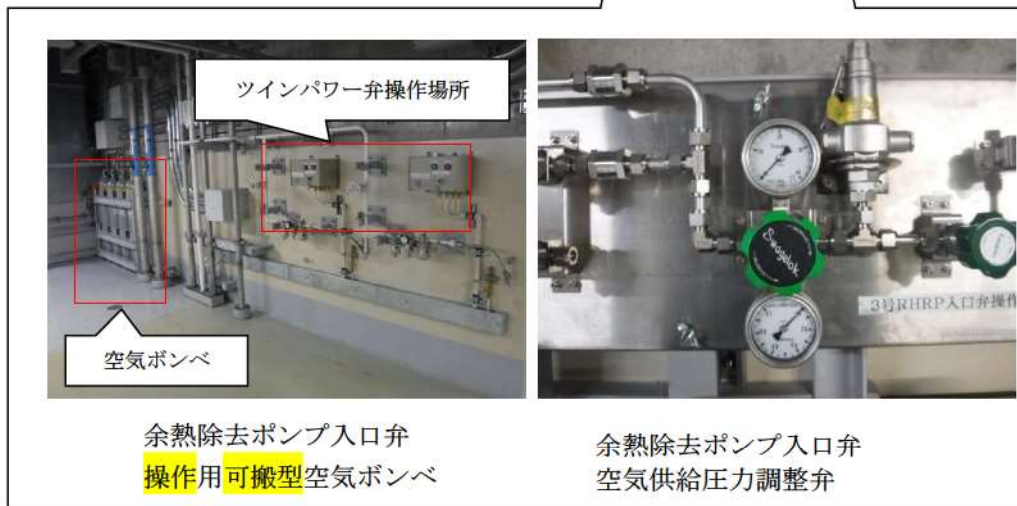 ツインパワー弁操作場所
空気ボンベ
Swagelok
3号RHRP入口弁操作
余熱除去ポンプ入口弁
操作用可搬型空気ボンベ
余熱除去ポンプ入口弁
空気供給圧力調整弁